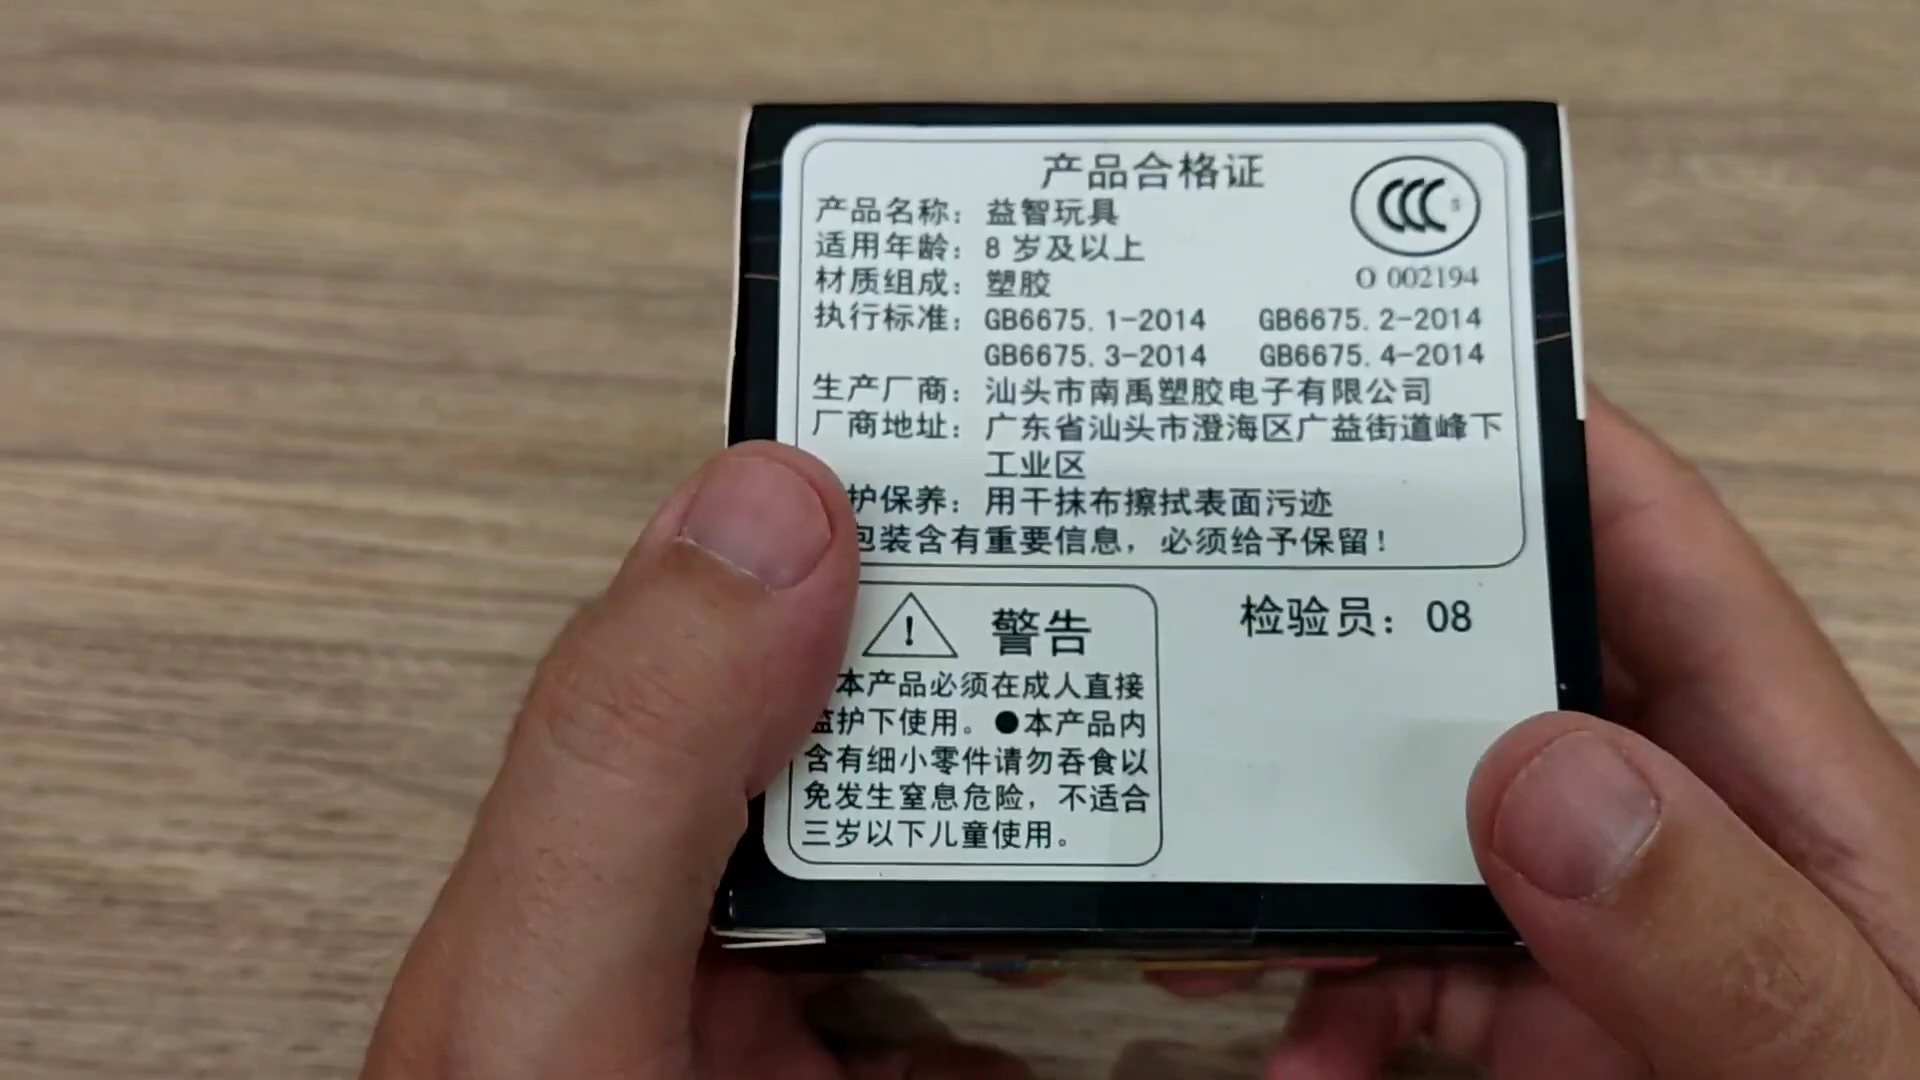 产品合格证
CCC S
O 002194
产品名称：益智玩具
适用年龄：8 岁及以上
材质组成：塑胶
执行标准：GB6675.1-2014 GB6675.2-2014
GB6675.3-2014 GB6675.4-2014
生产厂商：汕头市南禹塑胶电子有限公司
厂商地址：广东省汕头市澄海区广益街道峰下
工业区
护保养：用干抹布擦拭表面污迹
包装含有重要信息，必须给予保留！
警告
本产品必须在成人直接
监护下使用。●本产品内
含有细小零件请勿吞食以
免发生窒息危险，不适合
三岁以下儿童使用。
检验员：08